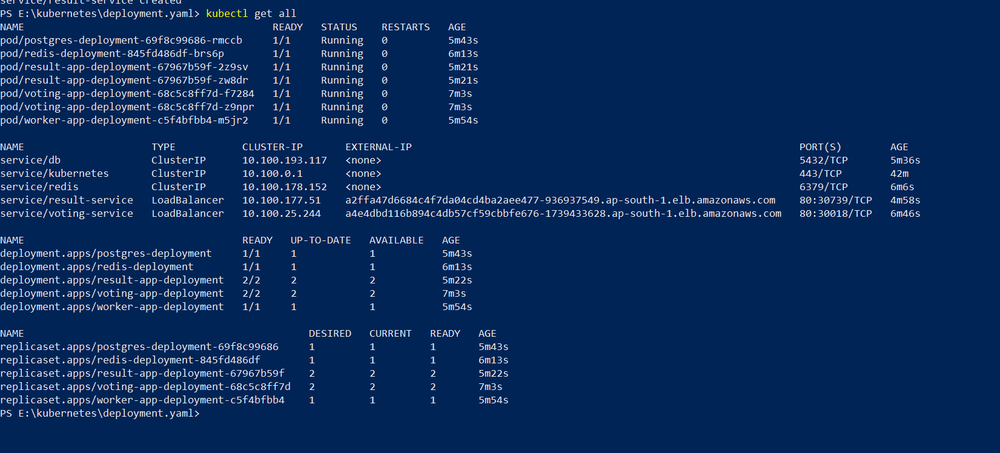 service/result-service created
PS E:\kubernetes\deployment.yaml> kubectl get all
NAME READY STATUS RESTARTS AGE
pod/postgres-deployment-69f8c99686-rmccb 1/1 Running 0 5m43s
pod/redis-deployment-845fd486df-brs6p 1/1 Running 0 6m13s
pod/result-app-deployment-67967b59f-2z9sv 1/1 Running 0 5m21s
pod/result-app-deployment-67967b59f-zw8dr 1/1 Running 0 5m21s
pod/voting-app-deployment-68c5c8ff7d-f7284 1/1 Running 0 7m3s
pod/voting-app-deployment-68c5c8ff7d-z9npr 1/1 Running 0 7m3s
pod/worker-app-deployment-c5f4bfbb4-m5jr2 1/1 Running 0 5m54s
NAME TYPE CLUSTER-IP EXTERNAL-IP PORT(S) AGE
service/db ClusterIP 10.100.193.117 <none> 5432/TCP 5m36s
service/kubernetes ClusterIP 10.100.0.1 <none> 443/TCP 42m
service/redis ClusterIP 10.100.178.152 <none> 6379/TCP 6m6s
service/result-service LoadBalancer 10.100.177.51 a2ffa47d6684c4f7da04cd4ba2aee477-936937549.ap-south-1.elb.amazonaws.com 80:30739/TCP 4m58s
service/voting-service LoadBalancer 10.100.25.244 a4e4dbd116b894c4db57cf59cbbfe676-1739433628.ap-south-1.elb.amazonaws.com 80:30018/TCP 6m46s
NAME READY UP-TO-DATE AVAILABLE AGE
deployment.apps/postgres-deployment 1/1 1 1 5m43s
deployment.apps/redis-deployment 1/1 1 1 6m13s
deployment.apps/result-app-deployment 2/2 2 2 5m22s
deployment.apps/voting-app-deployment 2/2 2 2 7m3s
deployment.apps/worker-app-deployment 1/1 1 1 5m54s
NAME DESIRED CURRENT READY AGE
replicaset.apps/postgres-deployment-69f8c99686 1 1 1 5m43s
replicaset.apps/redis-deployment-845fd486df 1 1 1 6m13s
replicaset.apps/result-app-deployment-67967b59f 2 2 2 5m22s
replicaset.apps/voting-app-deployment-68c5c8ff7d 2 2 2 7m3s
replicaset.apps/worker-app-deployment-c5f4bfbb4 1 1 1 5m54s
PS E:\kubernetes\deployment.yaml>